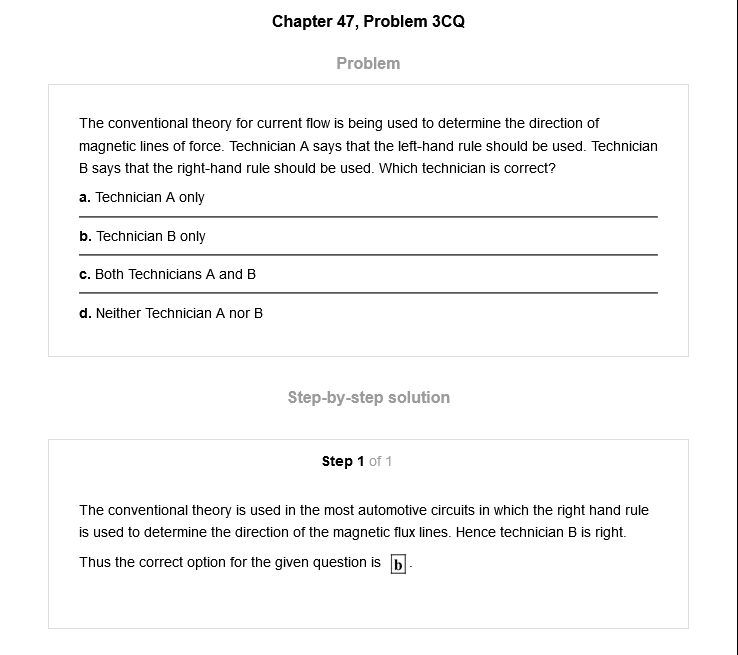 Chapter 47, Problem 3CQ
Problem
The conventional theory for current flow is being used to determine the direction of
magnetic lines of force. Technician A says that the left-hand rule should be used. Technician
B says that the right-hand rule should be used. Which technician is correct?
a. Technician A only
b. Technician B only
c. Both Technicians A and B
d. Neither Technician A nor B
Step-by-step solution
Step 1 of 1
The conventional theory is used in the most automotive circuits in which the right hand rule
is used to determine the direction of the magnetic flux lines. Hence technician B is right.
Thus the correct option for the given question is b.